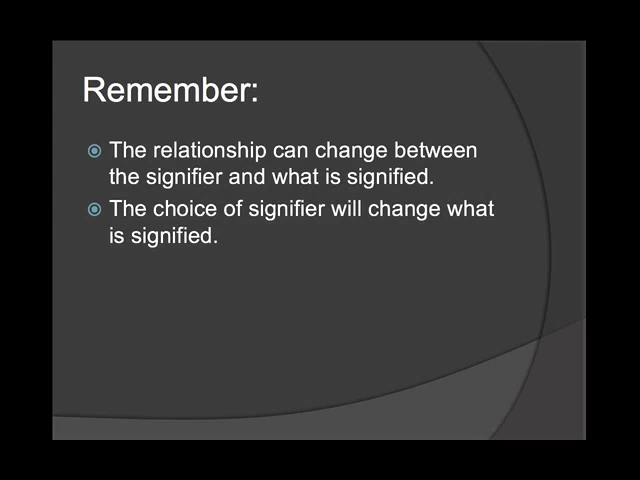 Remember:
The relationship can change between
the signifier and what is signified.
The choice of signifier will change what
is signified.